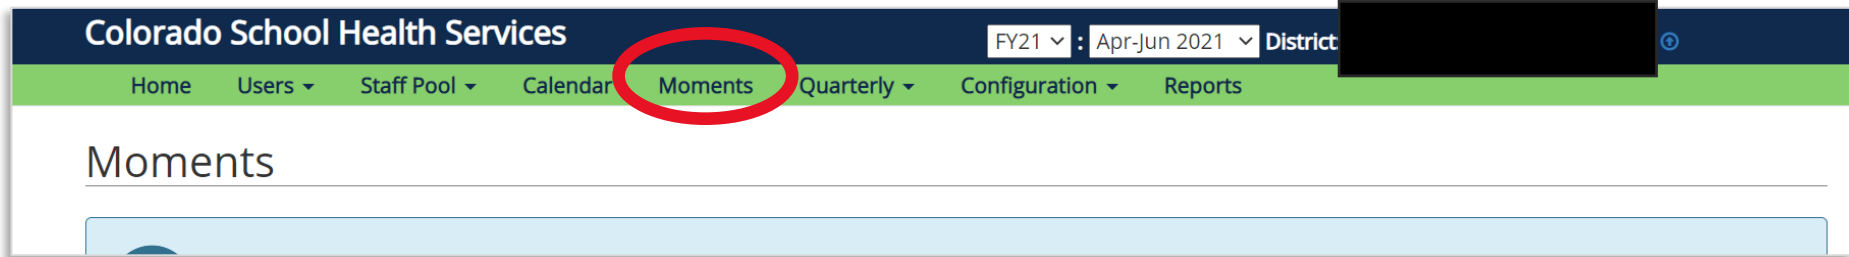 Colorado School Health Services
FY21 : Apr-Jun 2021 District:
Home Users Staff Pool Calendar Moments Quarterly Configuration Reports
Moments